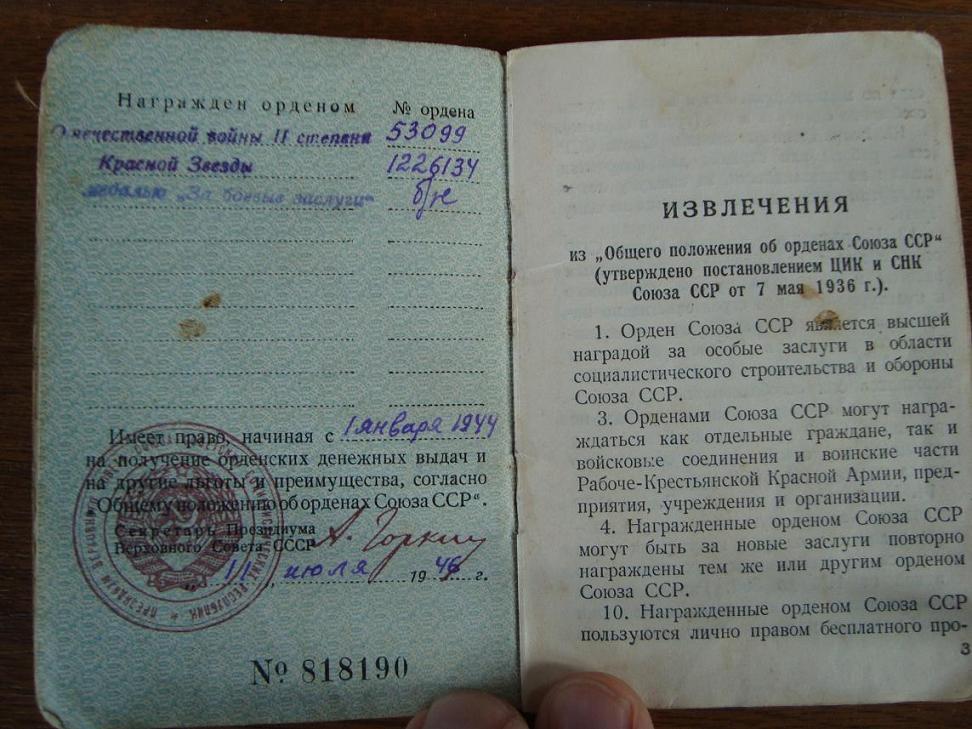 Награжден орденом № ордена
Отечественной войны II степени 53099
Красной Звезды 1226134
медалью „За боевые заслуги“ б/н
Имеет право, начиная с 1 января 1944
на получение орденских денежных выдач и
на другие льготы и преимущества, согласно
„Общему положению об орденах Союза ССР“.
Секретарь Президиума
Верховного Совета СССР А. Горкин
„11„ июля 1946 г.
№ 818190
ИЗВЛЕЧЕНИЯ
из „Общего положения об орденах Союза ССР“
(утверждено постановлением ЦИК и СНК
Союза ССР от 7 мая 1936 г.).
1. Орден Союза ССР является высшей
наградой за особые заслуги в области
социалистического строительства и обороны
Союза ССР.
3. Орденами Союза ССР могут награ-
ждаться как отдельные граждане, так и
войсковые соединения и воинские части
Рабоче-Крестьянской Красной Армии, пред-
приятия, учреждения и организации.
4. Награжденные орденом Союза ССР
могут быть за новые заслуги повторно
награждены тем же или другим орденом
Союза ССР.
10. Награжденные орденом Союза ССР
пользуются лично правом бесплатного про-
3